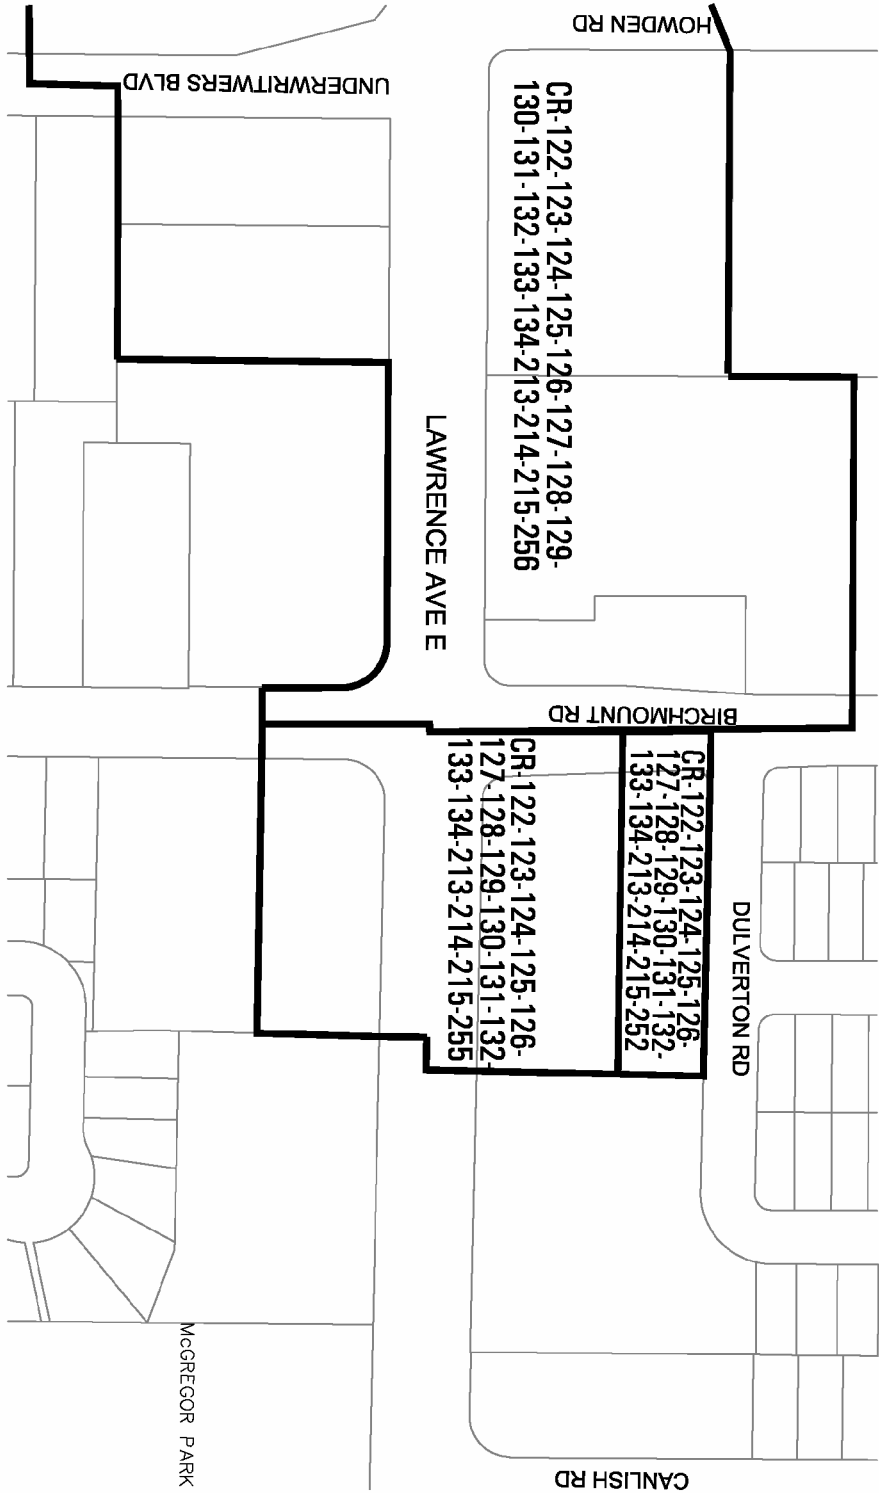 HOWDEN RD
UNDERWRITWERS BLVD
CR-122-123-124-125-126-127-128-129-
130-131-132-133-134-213-214-215-256
LAWRENCE AVE E
BIRCHMOUNT RD
CR-122-123-124-125-126-
127-128-129-130-131-132-
133-134-213-214-215-252
CR-122-123-124-125-126-
127-128-129-130-131-132-
133-134-213-214-215-255
DULVERTON RD
McGREGOR PARK
CANLISH RD